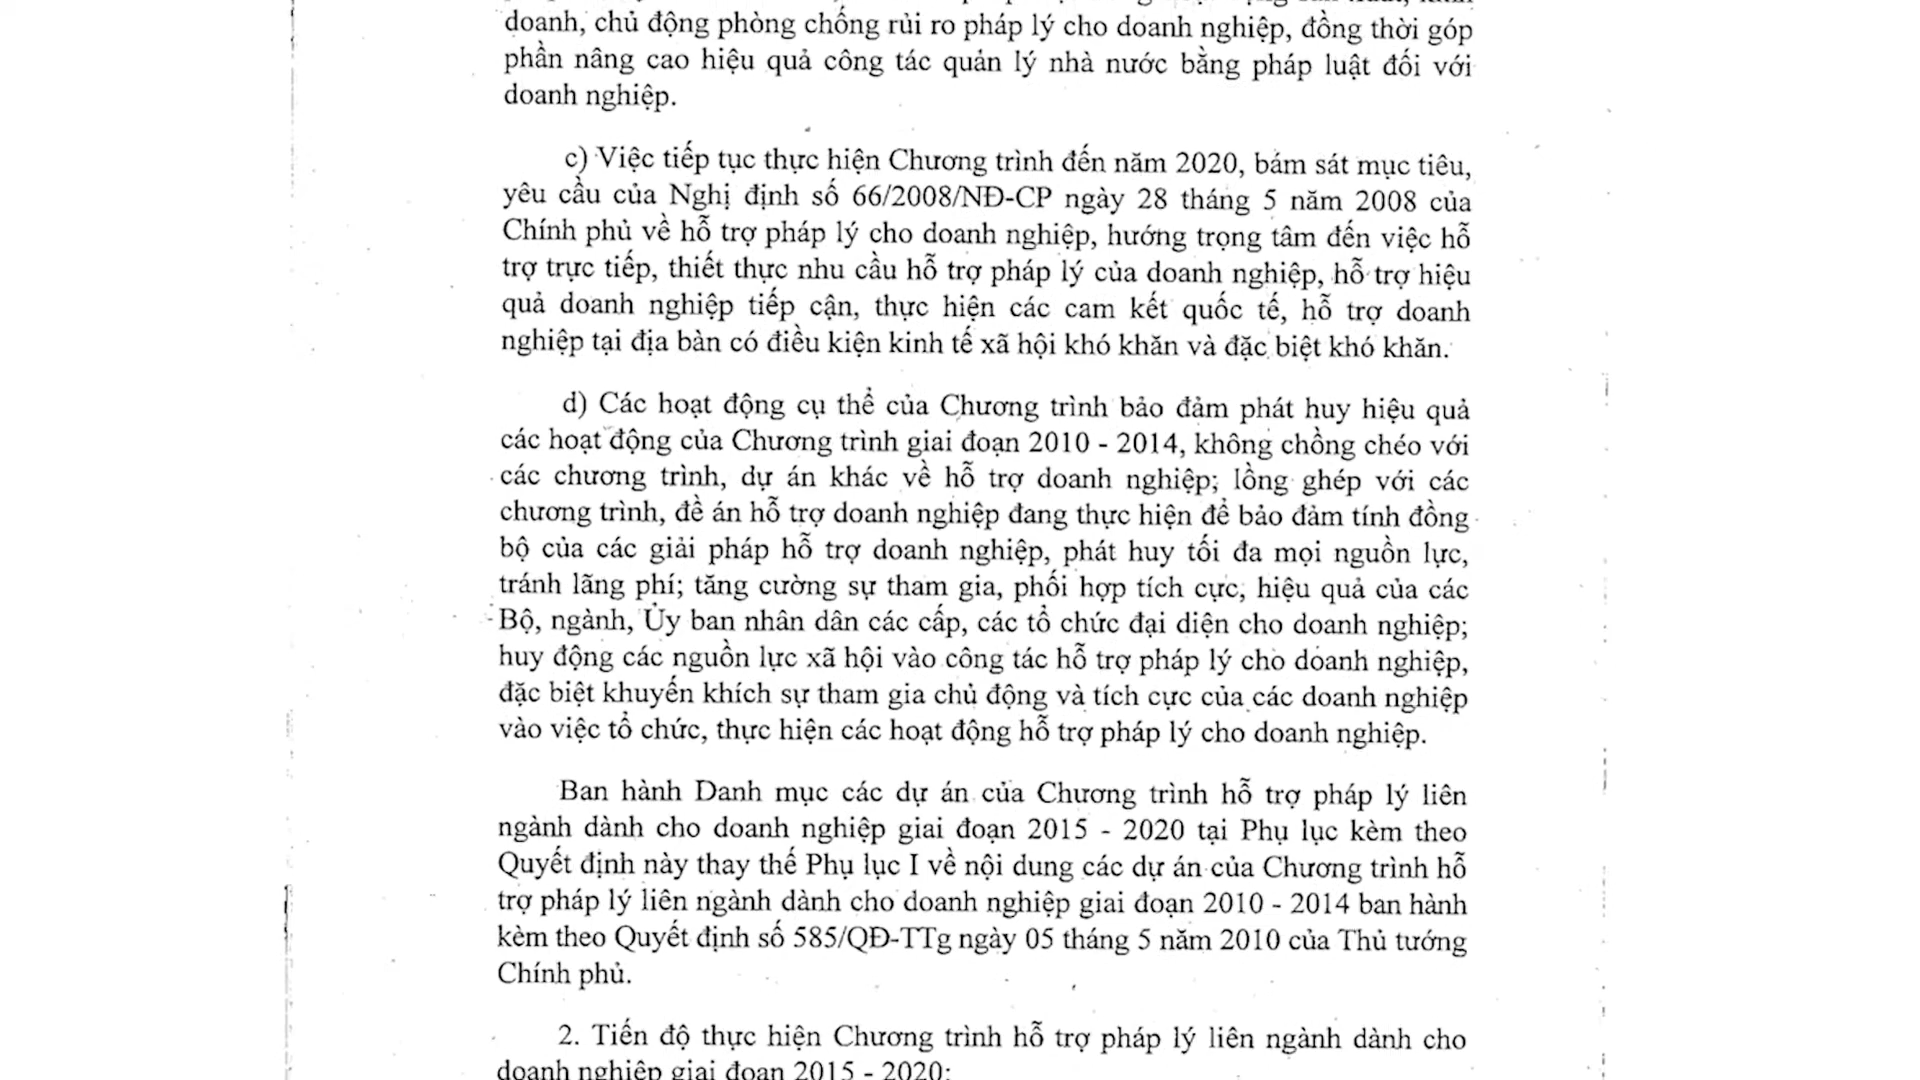 doanh, chủ động phòng chống rủi ro pháp lý cho doanh nghiệp, đồng thời góp
phần nâng cao hiệu quả công tác quản lý nhà nước bằng pháp luật đối với
doanh nghiệp.
c) Việc tiếp tục thực hiện Chương trình đến năm 2020, bám sát mục tiêu,
yêu cầu của Nghị định số 66/2008/NĐ-CP ngày 28 tháng 5 năm 2008 của
Chính phủ về hỗ trợ pháp lý cho doanh nghiệp, hướng trọng tâm đến việc hỗ
trợ trực tiếp, thiết thực nhu cầu hỗ trợ pháp lý của doanh nghiệp, hỗ trợ hiệu
quả doanh nghiệp tiếp cận, thực hiện các cam kết quốc tế, hỗ trợ doanh
nghiệp tại địa bàn có điều kiện kinh tế xã hội khó khăn và đặc biệt khó khăn.
d) Các hoạt động cụ thể của Chương trình bảo đảm phát huy hiệu quả
các hoạt động của Chương trình giai đoạn 2010 - 2014, không chồng chéo với
các chương trình, dự án khác về hỗ trợ doanh nghiệp; lồng ghép với các
chương trình, đề án hỗ trợ doanh nghiệp đang thực hiện để bảo đảm tính đồng
bộ của các giải pháp hỗ trợ doanh nghiệp, phát huy tối đa mọi nguồn lực,
tránh lãng phí; tăng cường sự tham gia, phối hợp tích cực, hiệu quả của các
Bộ, ngành, Ủy ban nhân dân các cấp, các tổ chức đại diện cho doanh nghiệp;
huy động các nguồn lực xã hội vào công tác hỗ trợ pháp lý cho doanh nghiệp,
đặc biệt khuyến khích sự tham gia chủ động và tích cực của các doanh nghiệp
vào việc tổ chức, thực hiện các hoạt động hỗ trợ pháp lý cho doanh nghiệp.
Ban hành Danh mục các dự án của Chương trình hỗ trợ pháp lý liên
ngành dành cho doanh nghiệp giai đoạn 2015 - 2020 tại Phụ lục kèm theo
Quyết định này thay thế Phụ lục I về nội dung các dự án của Chương trình hỗ
trợ pháp lý liên ngành dành cho doanh nghiệp giai đoạn 2010 - 2014 ban hành
kèm theo Quyết định số 585/QĐ-TTg ngày 05 tháng 5 năm 2010 của Thủ tướng
Chính phủ.
2. Tiến độ thực hiện Chương trình hỗ trợ pháp lý liên ngành dành cho
doanh nghiệp giai đoạn 2015 - 2020: